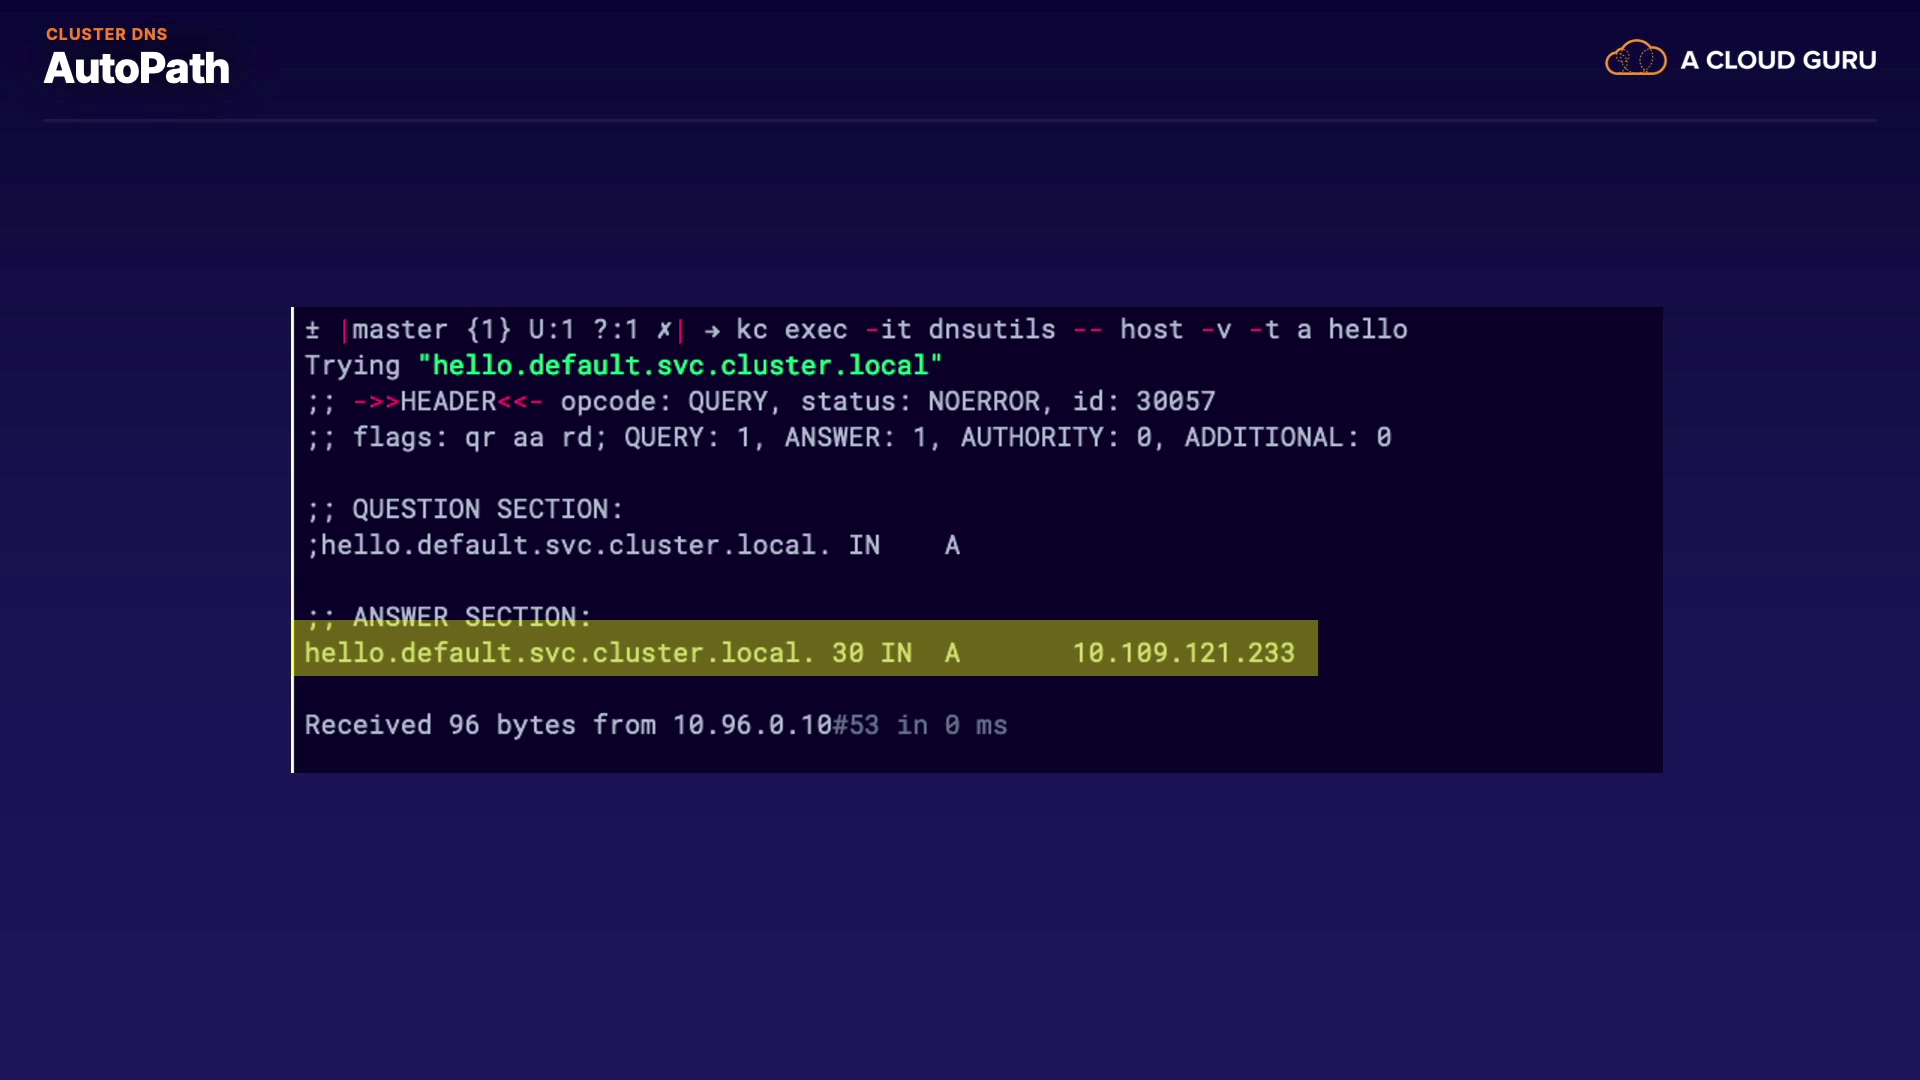 CLUSTER DNS
AutoPath
A CLOUD GURU
± |master {1} U:1 ?:1 ✗| → kc exec -it dnsutils -- host -v -t a hello
Trying "hello.default.svc.cluster.local"
;; ->>HEADER<<- opcode: QUERY, status: NOERROR, id: 30057
;; flags: qr aa rd; QUERY: 1, ANSWER: 1, AUTHORITY: 0, ADDITIONAL: 0
;; QUESTION SECTION:
;hello.default.svc.cluster.local. IN    A
;; ANSWER SECTION:
hello.default.svc.cluster.local. 30 IN  A       10.109.121.233
Received 96 bytes from 10.96.0.10#53 in 0 ms